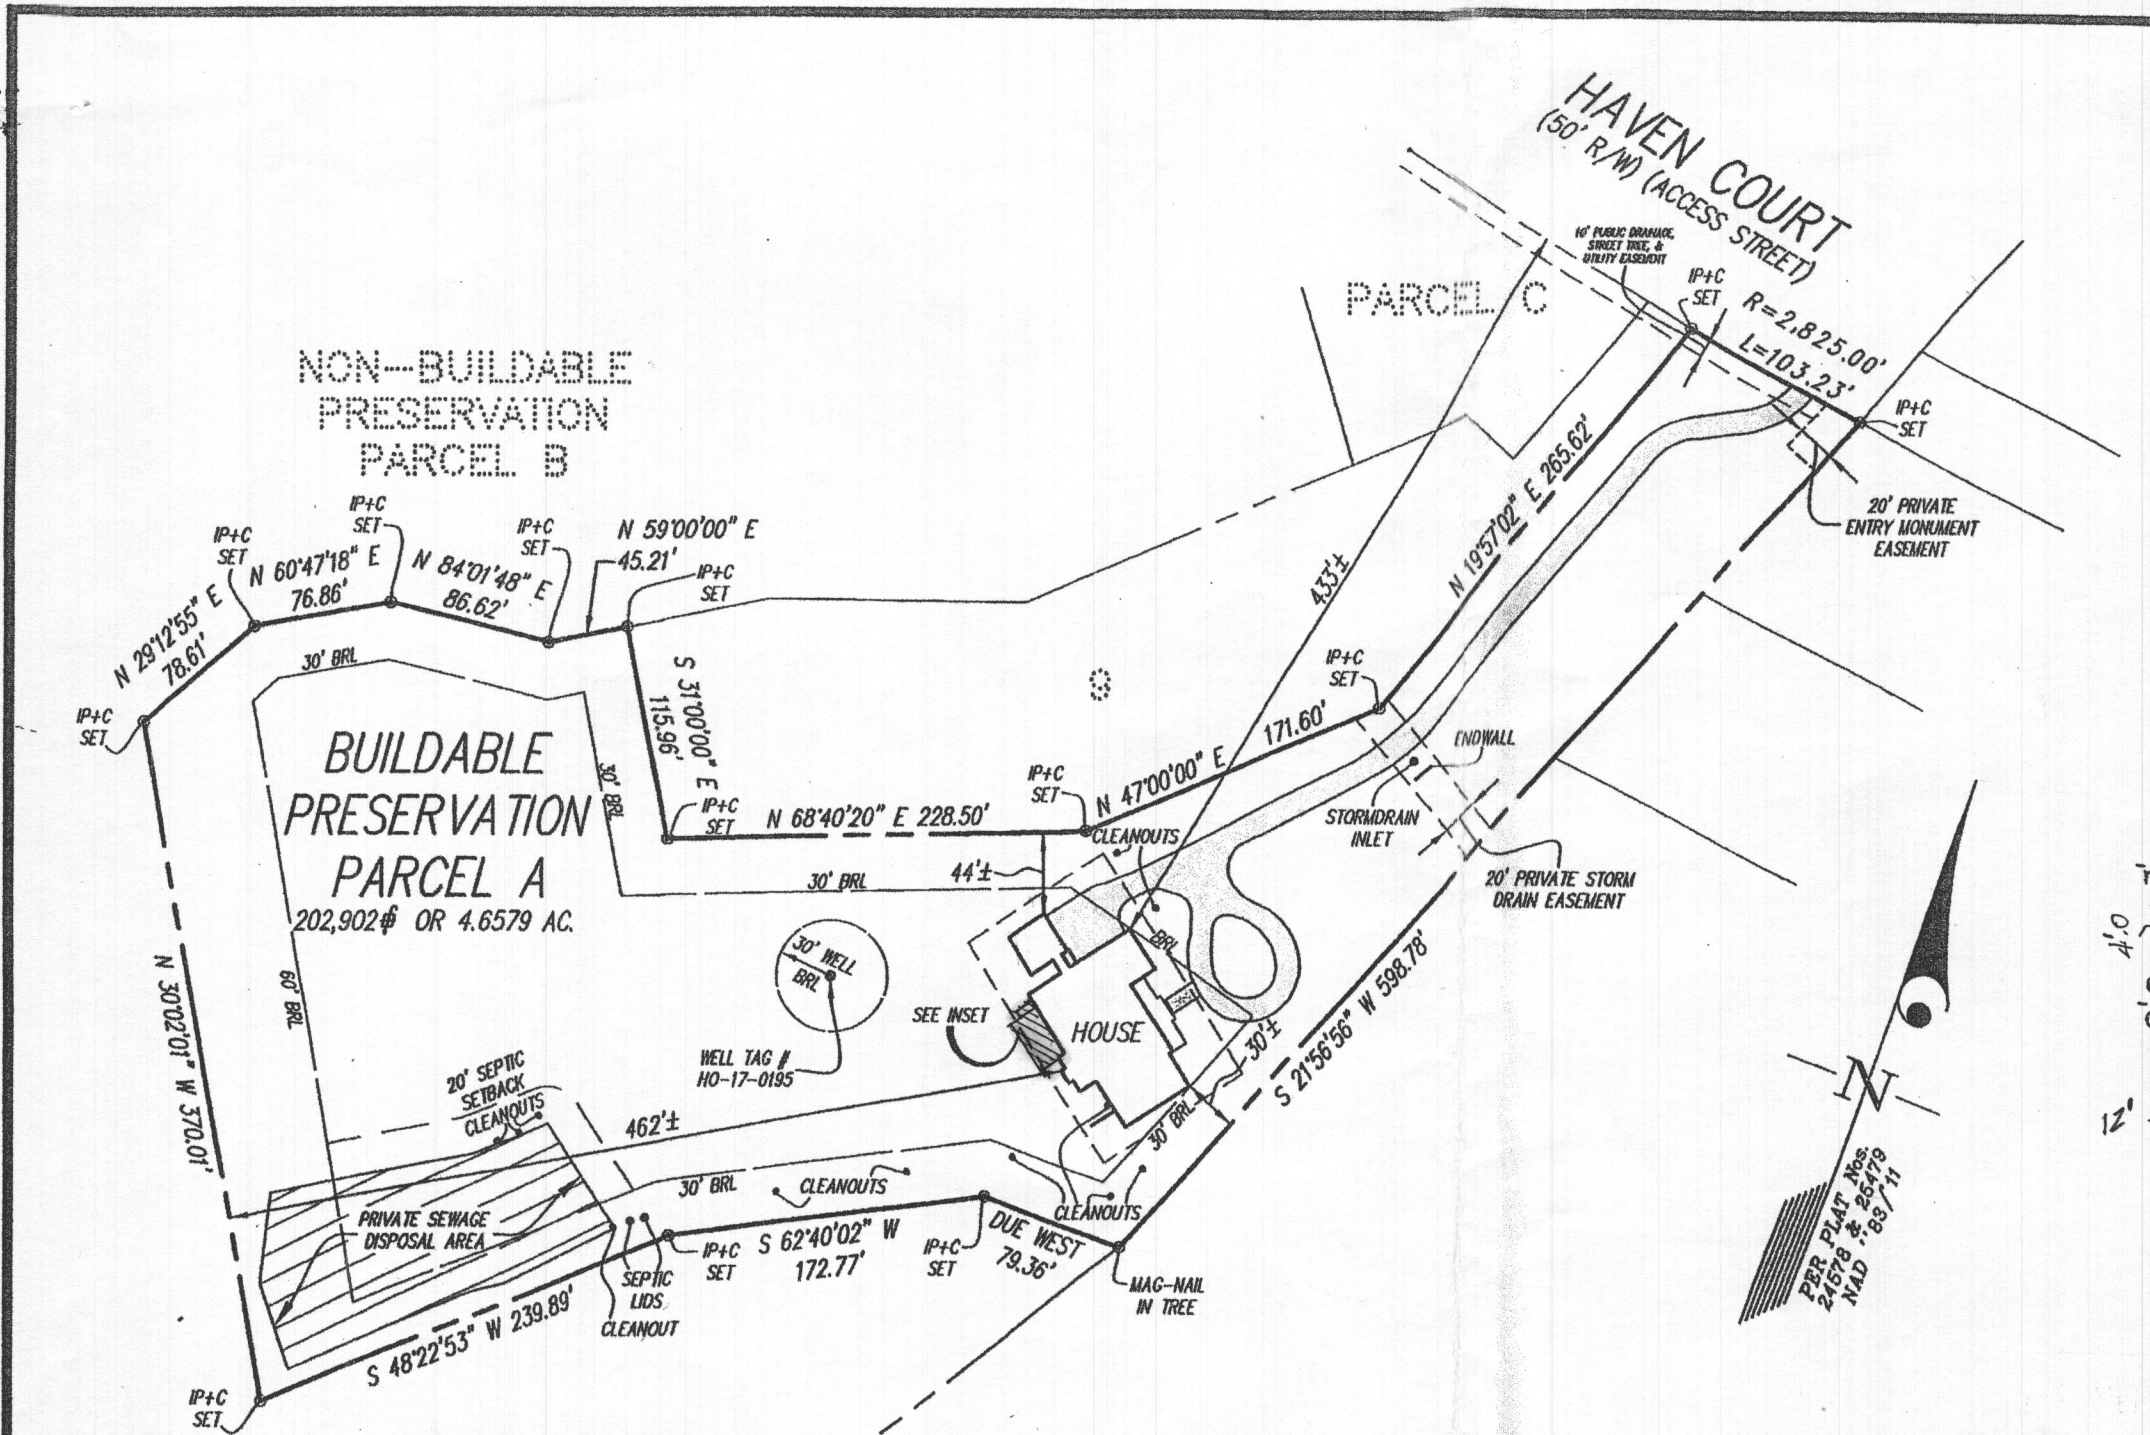 HAVEN COURT
(50' R/W) (ACCESS STREET)
10' PUBLIC DRAINAGE,
STREET TREE, &
UTILITY EASEMENT
IP+C
SET
R=2,825.00'
L=103.23'
IP+C
SET
PARCEL C
20' PRIVATE
ENTRY MONUMENT
EASEMENT
NON-BUILDABLE
PRESERVATION
PARCEL B
IP+C
SET
IP+C
SET
IP+C
SET
N 59°00'00" E
45.21'
IP+C
SET
N 29°12'55" E
78.61'
N 60°47'18" E
76.86'
N 84°01'48" E
86.62'
N 19°57'02" E 265.62'
433'±
30' BRL
IP+C
SET
S 31°00'00" E
115.96'
9
IP+C
SET
BUILDABLE
PRESERVATION
PARCEL A
202,902 OR 4.6579 AC.
30' BRL
IP+C
SET
N 68°40'20" E 228.50'
IP+C
SET
N 47°00'00" E 171.60'
CLEANOUTS
ENDWALL
STORMDRAIN
INLET
20' PRIVATE STORM
DRAIN EASEMENT
30' BRL
44'±
BRL
30' WELL
BRL
WELL TAG #
HO-17-0195
SEE INSET
HOUSE
30'±
S 21°56'56" W 598.78'
N 30°02'01" W 370.01'
60' BRL
20' SEPTIC
SETBACK
CLEANOUTS
462'±
30' BRL
30' BRL
CLEANOUTS
CLEANOUTS
PRIVATE SEWAGE
DISPOSAL AREA
SEPTIC
LIDS
CLEANOUT
IP+C
SET
S 62°40'02" W
172.77'
IP+C
SET
DUE WEST
79.36'
MAG-NAIL
IN TREE
S 48°22'53" W 239.89'
IP+C
SET
N
PER PLAT Nos.
24578 & 25479
NAD '83/'11
4'.0
12'